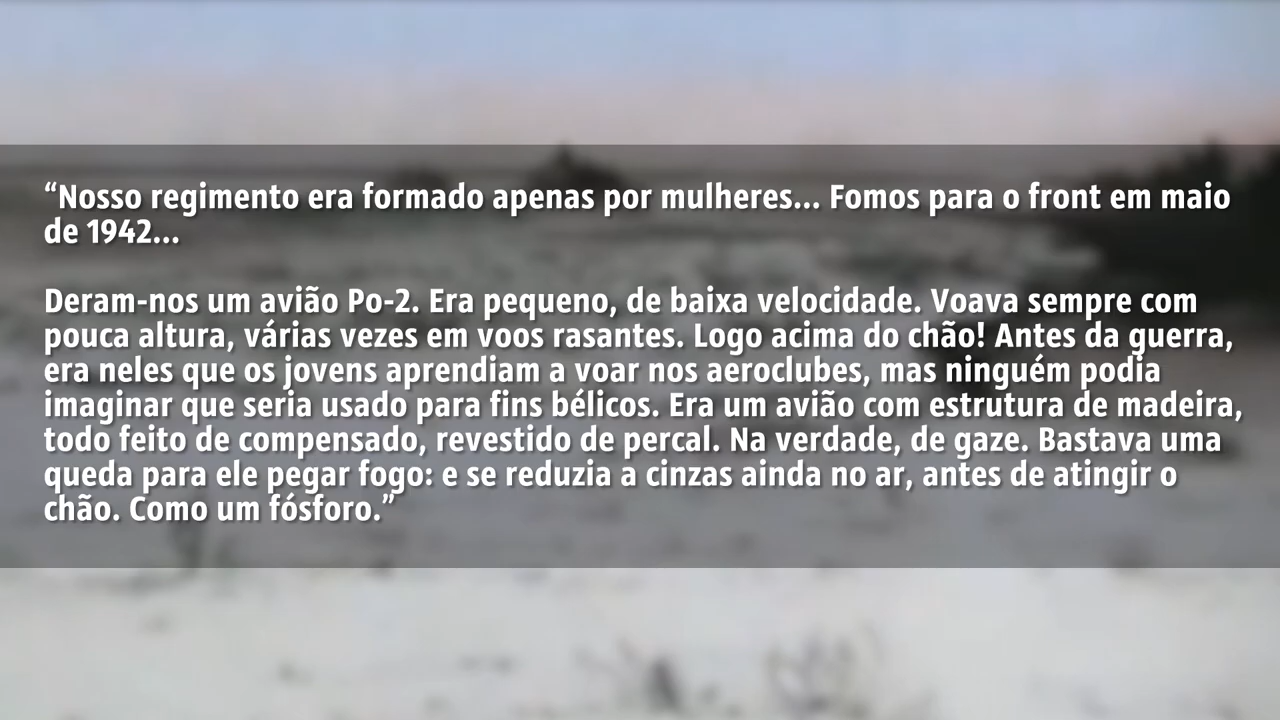 “Nosso regimento era formado apenas por mulheres... Fomos para o front em maio
de 1942...
Deram-nos um avião Po-2. Era pequeno, de baixa velocidade. Voava sempre com
pouca altura, várias vezes em voos rasantes. Logo acima do chão! Antes da guerra,
era neles que os jovens aprendiam a voar nos aeroclubes, mas ninguém podia
imaginar que seria usado para fins bélicos. Era um avião com estrutura de madeira,
todo feito de compensado, revestido de percal. Na verdade, de gaze. Bastava uma
queda para ele pegar fogo: e se reduzia a cinzas ainda no ar, antes de atingir o
chão. Como um fósforo.”